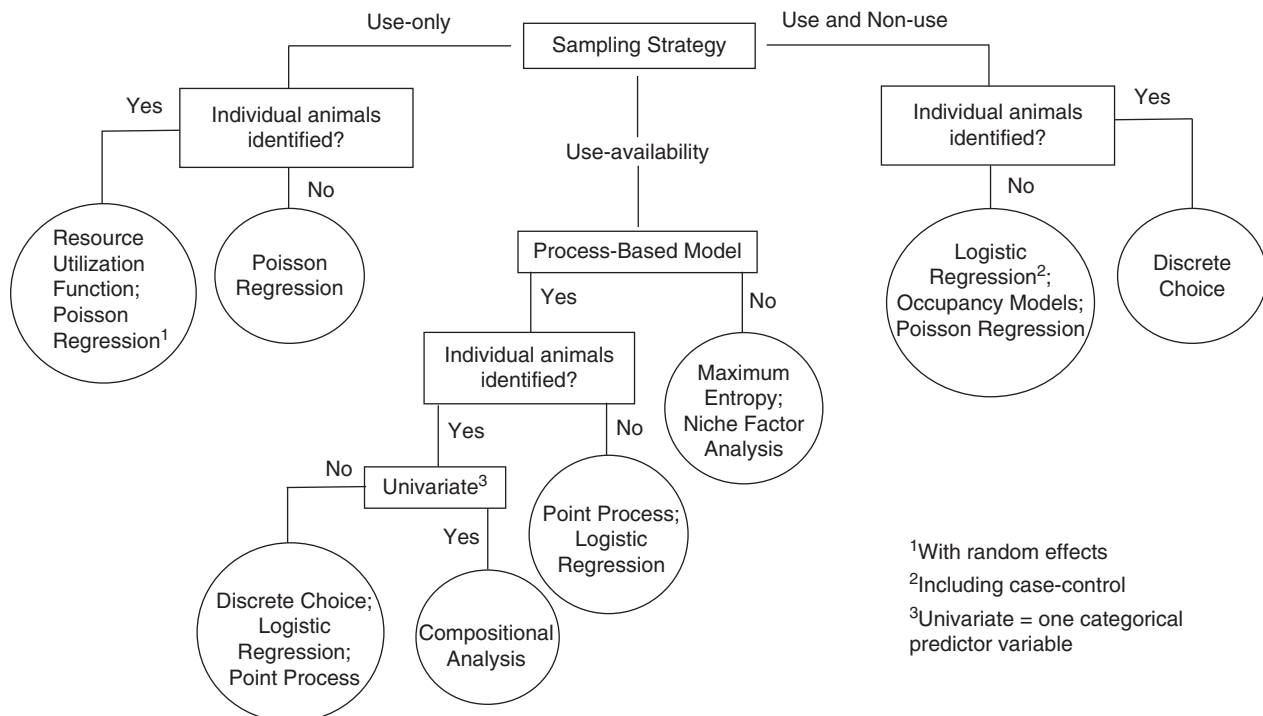 Use-only
Sampling Strategy
Use and Non-use
Yes
Individual animals
identified?
No
Use-availability
Individual animals
identified?
Yes
No
Resource
Utilization
Function;
Poisson
Regression¹
Poisson
Regression
Process-Based Model
Logistic
Regression²;
Occupancy Models;
Poisson Regression
Discrete
Choice
Yes
No
Individual animals
identified?
Maximum
Entropy;
Niche Factor
Analysis
Yes
No
No
Univariate³
Yes
Point Process;
Logistic
Regression
Discrete Choice;
Logistic
Regression;
Point Process
Compositional
Analysis
¹With random effects
²Including case-control
³Univariate = one categorical
predictor variable